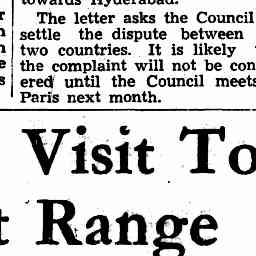 towards Hyderabad.
The letter asks the Council
settle the dispute between
two countries. It is likely
the complaint will not be con
ered until the Council meets
Paris next month.
Visit To
t Range